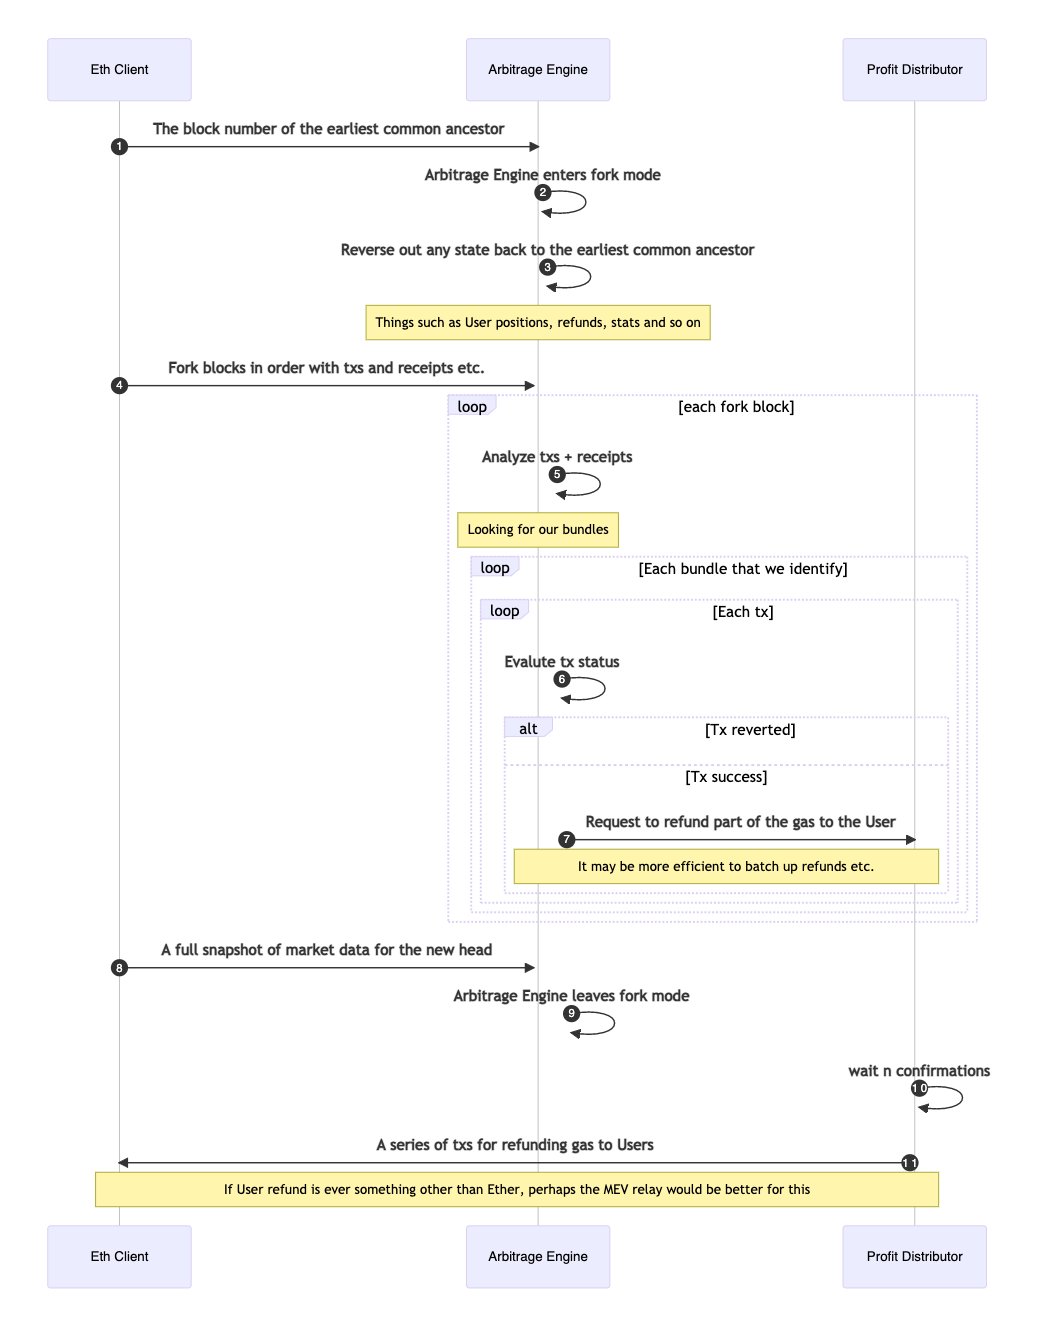 Eth Client
Arbitrage Engine
Profit Distributor
The block number of the earliest common ancestor
1
Arbitrage Engine enters fork mode
2
Reverse out any state back to the earliest common ancestor
3
Things such as User positions, refunds, stats and so on
Fork blocks in order with txs and receipts etc.
4
loop
[each fork block]
Analyze txs + receipts
5
Looking for our bundles
loop
[Each bundle that we identify]
loop
[Each tx]
Evalute tx status
6
alt
[Tx reverted]
[Tx success]
Request to refund part of the gas to the User
7
It may be more efficient to batch up refunds etc.
A full snapshot of market data for the new head
8
Arbitrage Engine leaves fork mode
9
wait n confirmations
10
A series of txs for refunding gas to Users
11
If User refund is ever something other than Ether, perhaps the MEV relay would be better for this
Eth Client
Arbitrage Engine
Profit Distributor